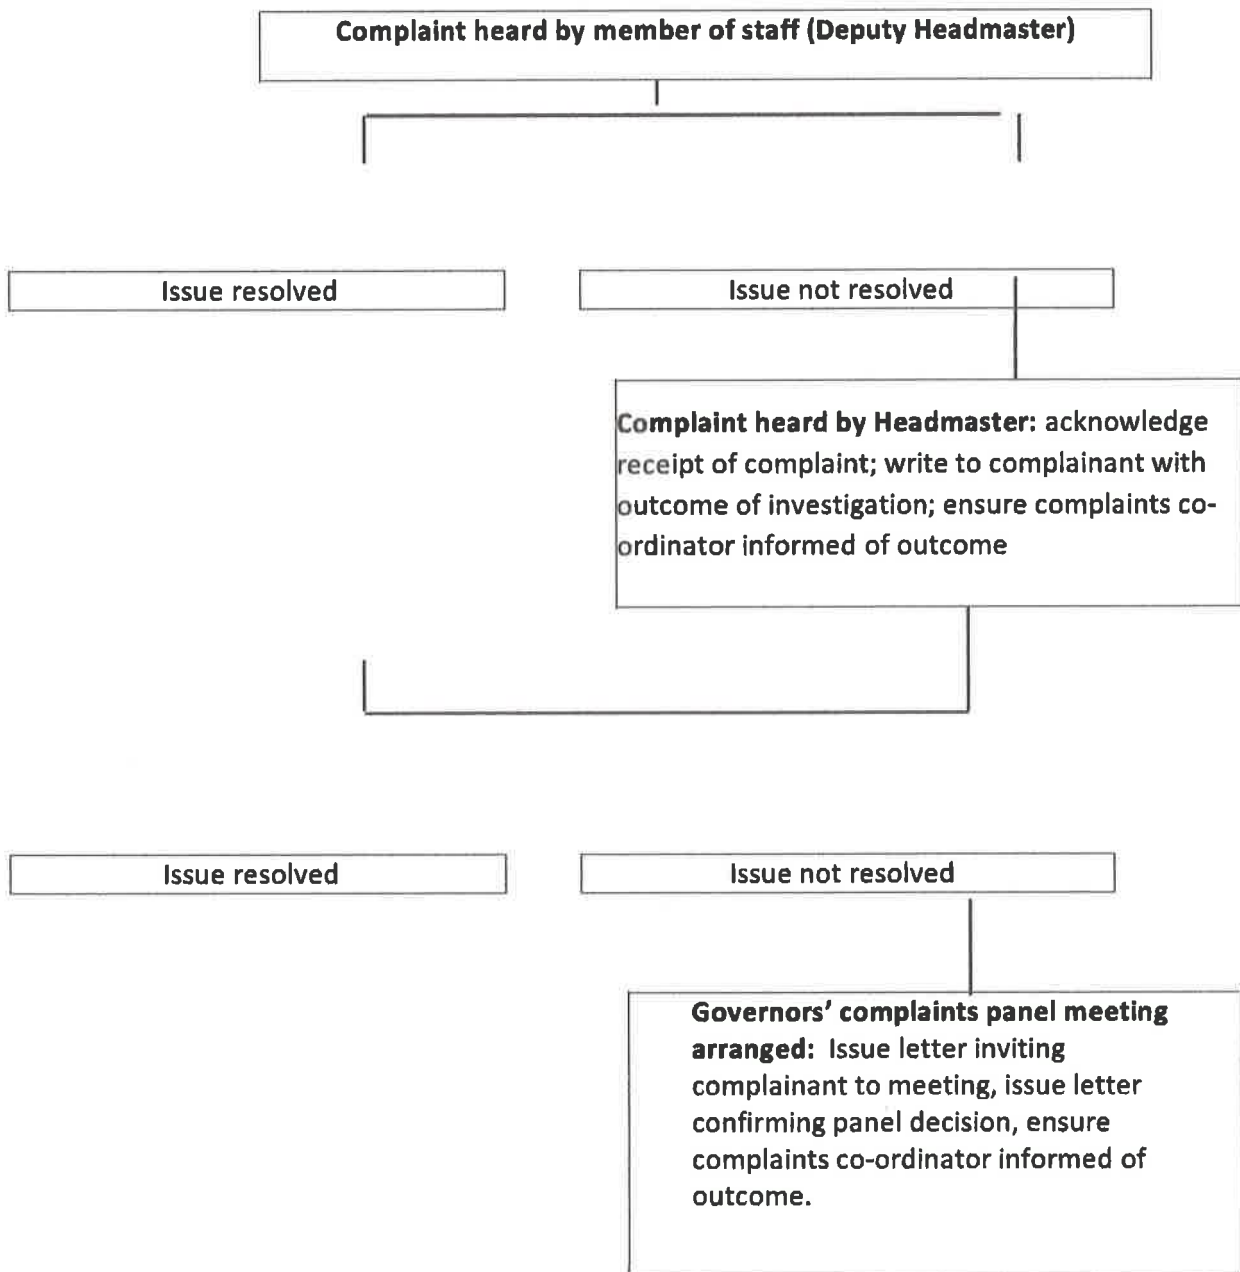 Complaint heard by member of staff (Deputy Headmaster)
Issue resolved
Issue not resolved
Complaint heard by Headmaster: acknowledge
receipt of complaint; write to complainant with
outcome of investigation; ensure complaints co-
ordinator informed of outcome
Issue resolved
Issue not resolved
Governors' complaints panel meeting
arranged: Issue letter inviting
complainant to meeting, issue letter
confirming panel decision, ensure
complaints co-ordinator informed of
outcome.